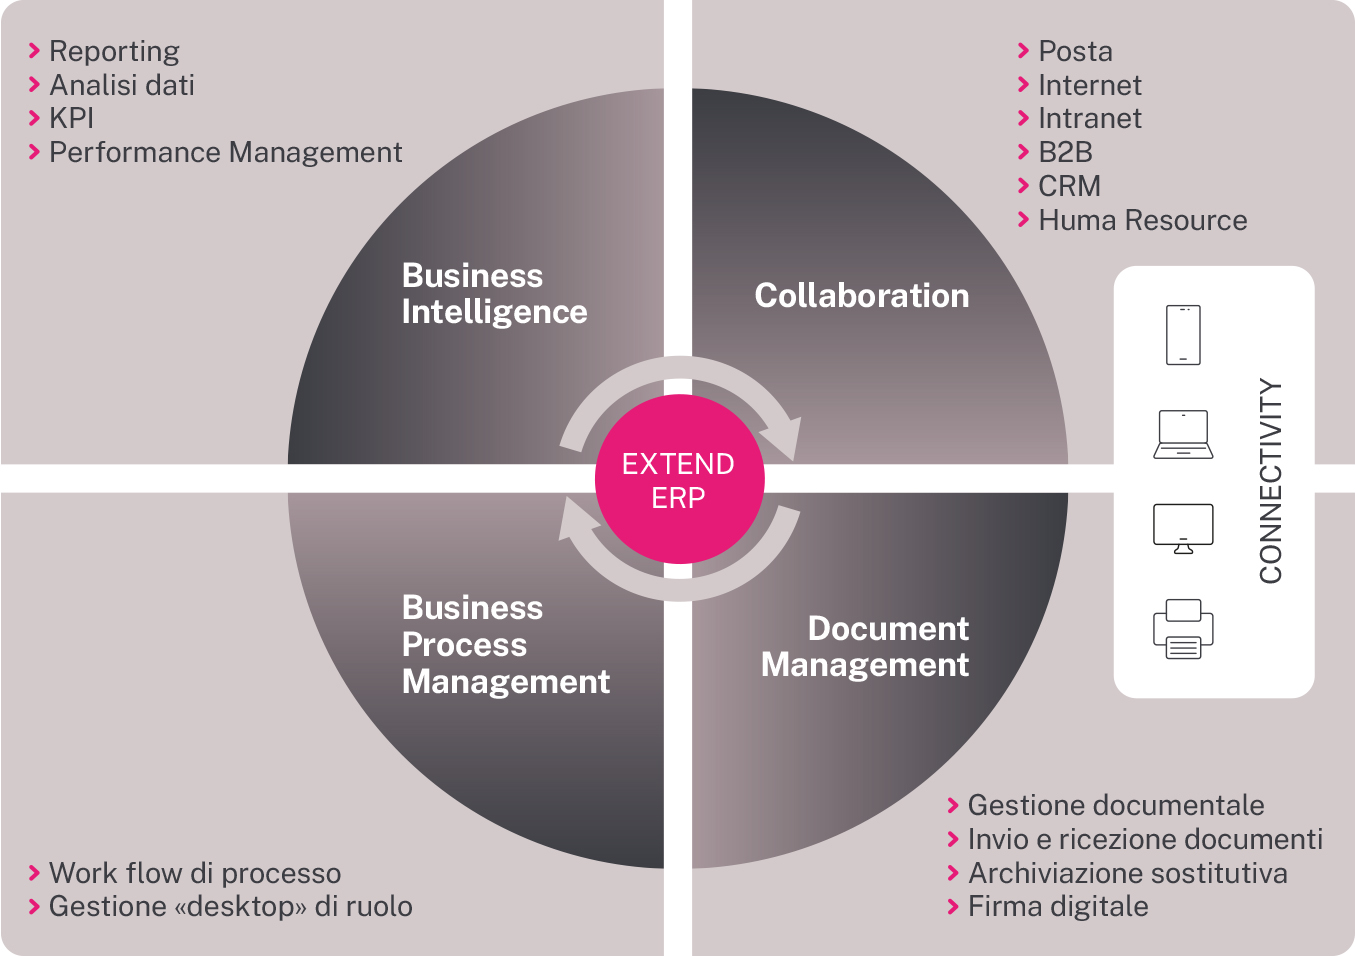 Reporting
Analisi dati
KPI
Performance Management
Posta
Internet
Intranet
B2B
CRM
Huma Resource
Business
Intelligence
Collaboration
EXTEND
ERP
CONNECTIVITY
Business
Process
Management
Document
Management
Work flow di processo
Gestione «desktop» di ruolo
Gestione documentale
Invio e ricezione documenti
Archiviazione sostitutiva
Firma digitale